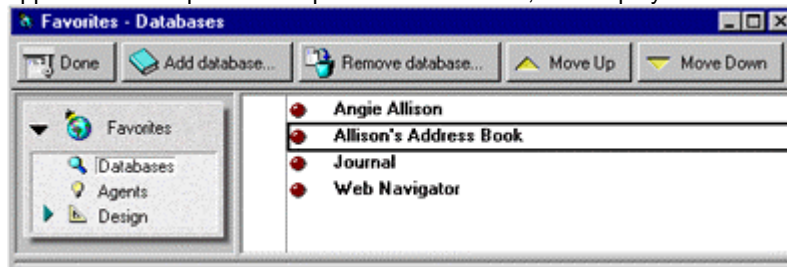 Favorites - Databases
Done Add database... Remove database... Move Up Move Down
Favorites
Databases
Agents
Design
Angie Allison
Allison's Address Book
Journal
Web Navigator